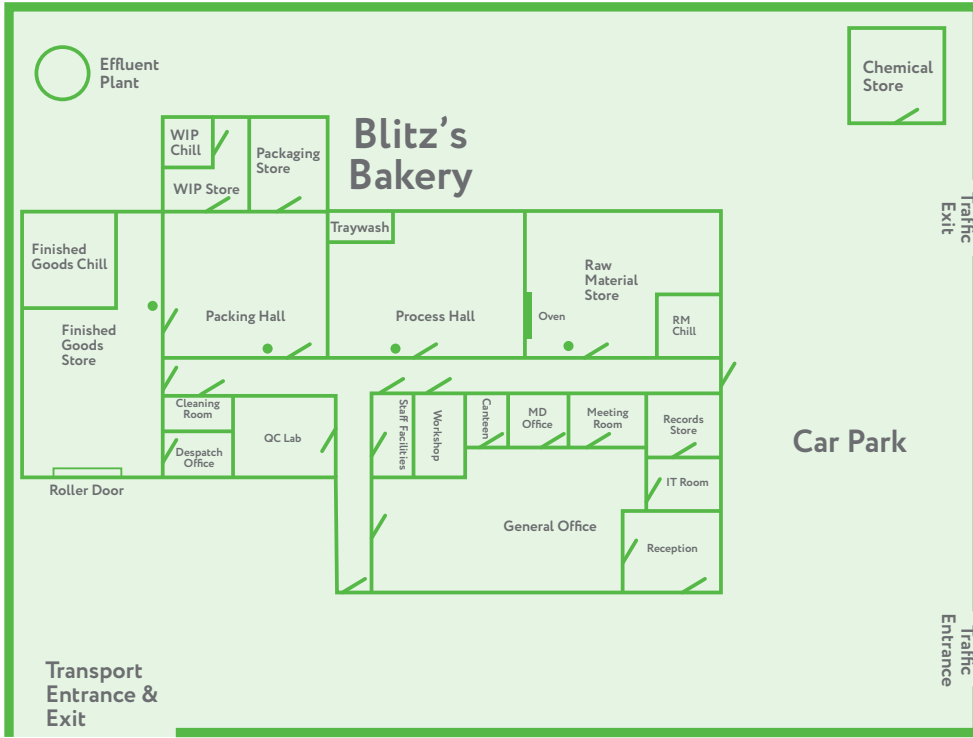 Effluent
Plant
Chemical
Store
Blitz's
Bakery
WIP
Chill
Packaging
Store
WIP Store
Traffic
Exit
Traywash
Finished
Goods Chill
Raw
Material
Store
Packing Hall
Process Hall
Oven
RM
Chill
Finished
Goods
Store
Cleaning
Room
Staff Facilities
Workshop
Canteen
MD
Office
Meeting
Room
Records
Store
QC Lab
Car Park
Despatch
Office
Roller Door
IT Room
General Office
Reception
Traffic
Entrance
Transport
Entrance &
Exit